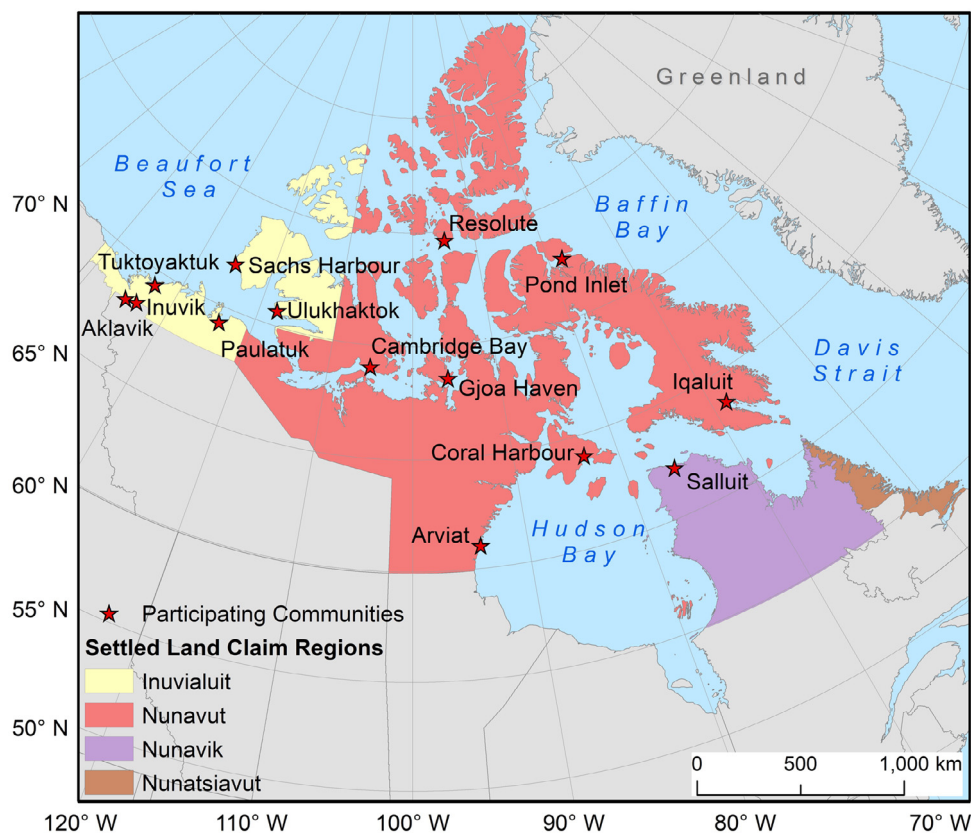 Greenland
Beaufort
Sea
70° N
Baffin
Bay
Resolute
Tuktoyaktuk
Sachs Harbour
Pond Inlet
Inuvik
Ulukhaktok
Aklavik
Paulatuk
Cambridge Bay
65° N
Davis
Strait
Gjoa Haven
Iqaluit
Coral Harbour
60° N
Salluit
Arviat
Hudson
Bay
55° N
Participating Communities
Settled Land Claim Regions
Inuvialuit
Nunavut
50° N
Nunavik
0 500 1,000 km
Nunatsiavut
120° W 110° W 100° W 90° W 80° W 70° W